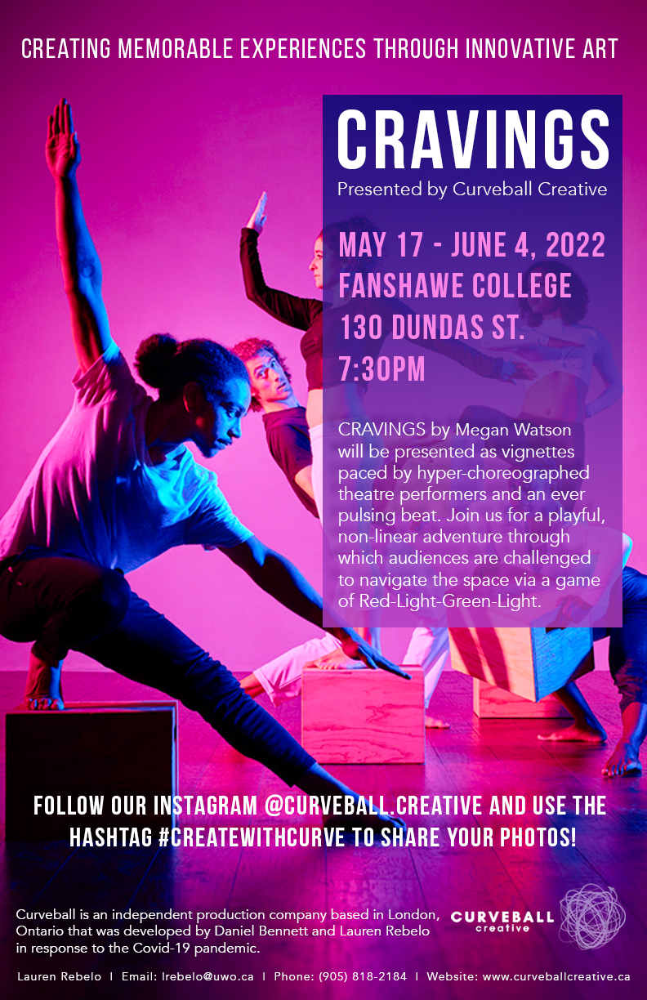 CREATING MEMORABLE EXPERIENCES THROUGH INNOVATIVE ART
CRAVINGS
Presented by Curveball Creative
MAY 17 - JUNE 4, 2022
FANSHAWE COLLEGE
130 DUNDAS ST.
7:30PM
CRAVINGS by Megan Watson
will be presented as vignettes
paced by hyper-choreographed
theatre performers and an ever
pulsing beat. Join us for a playful,
non-linear adventure through
which audiences are challenged
to navigate the space via a game
of Red-Light-Green-Light.
FOLLOW OUR INSTAGRAM @CURVEBALL.CREATIVE AND USE THE
HASHTAG #CREATEWITHCURVE TO SHARE YOUR PHOTOS!
Curveball is an independent production company based in London,
Ontario that was developed by Daniel Bennett and Lauren Rebelo
in response to the Covid-19 pandemic.
CURVEBALL
creative
Lauren Rebelo | Email: lrebelo@uwo.ca | Phone: (905) 818-2184 | Website: www.curveballcreative.ca